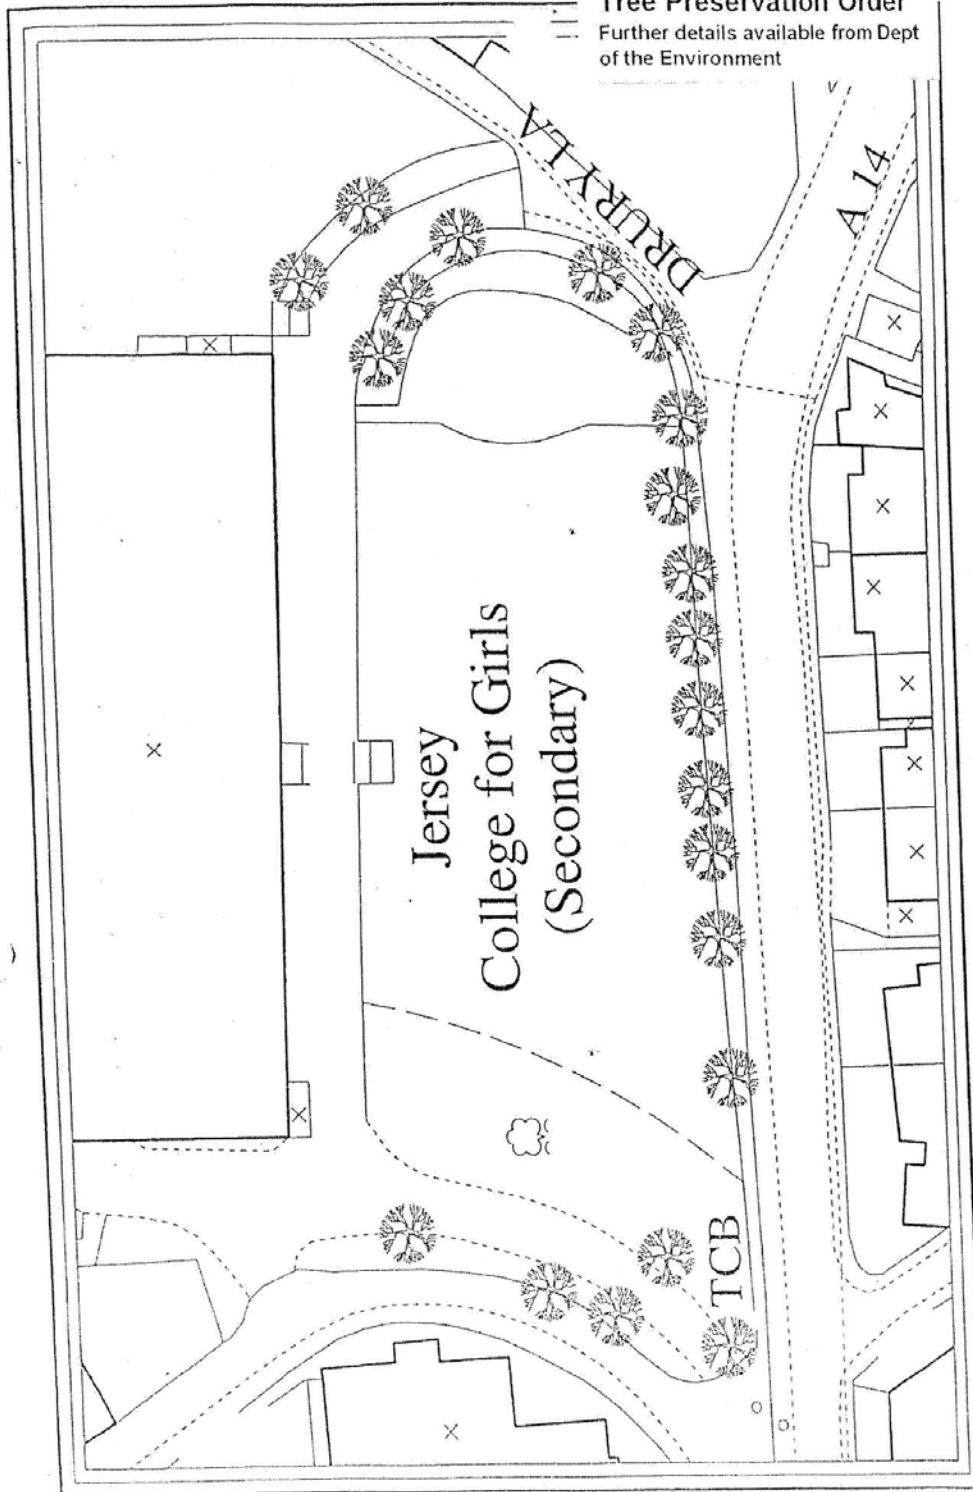 Tree Preservation Order
Further details available from Dept
of the Environment
DRURY LA
A 14
Jersey
College for Girls
(Secondary)
TCB